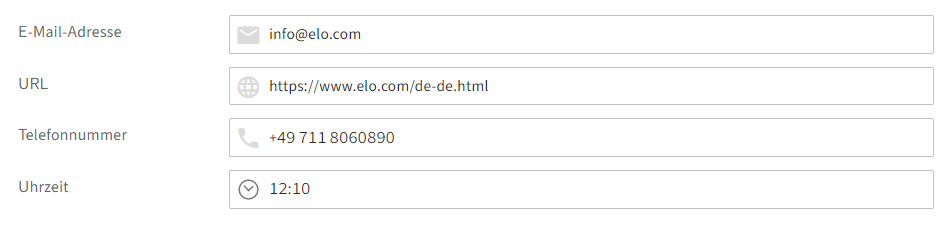 E-Mail-Adresse info@elo.com
URL https://www.elo.com/de-de.html
Telefonnummer +49 711 8060890
Uhrzeit 12:10